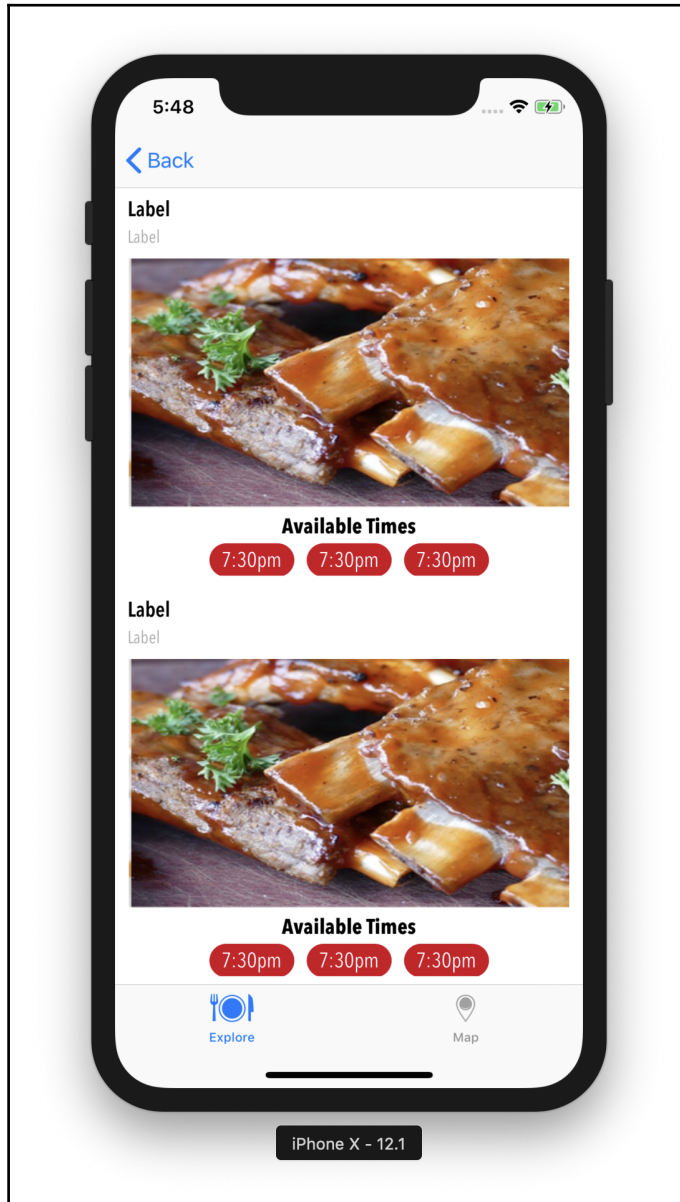 5:48
Back
Label
Label
Available Times
7:30pm 7:30pm 7:30pm
Label
Label
Available Times
7:30pm 7:30pm 7:30pm
Explore Map
iPhone X - 12.1